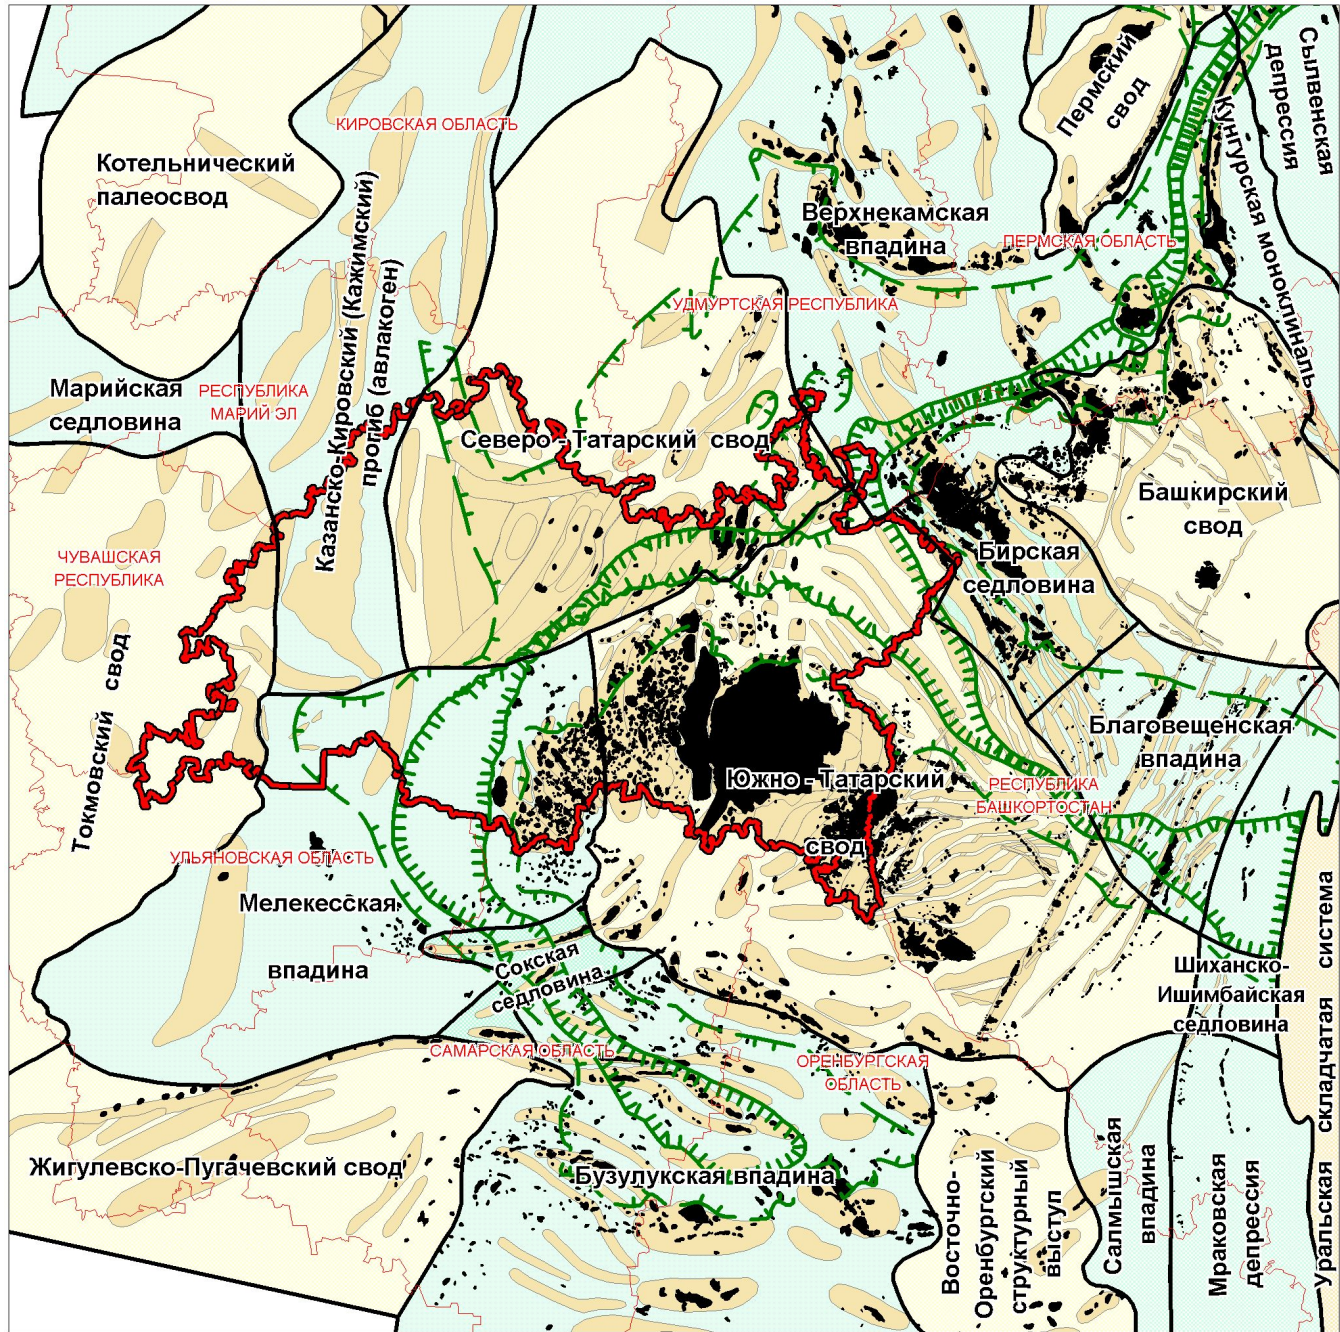 Сылвенская
депрессия
Пермский
свод
КИРОВСКАЯ ОБЛАСТЬ
Кунгурская моноклиналь
Котельнический
палеосвод
Верхнекамская
впадина
ПЕРМСКАЯ ОБЛАСТЬ
Казанско-Кировский (Кажимский)
прогиб (авлакоген)
УДМУРТСКАЯ РЕСПУБЛИКА
Марийская
седловина
РЕСПУБЛИКА
МАРИЙ ЭЛ
Северо - Татарский свод
Башкирский
свод
ЧУВАШСКАЯ
РЕСПУБЛИКА
Бирская
седловина
Токмовский свод
Благовещенская
впадина
Южно - Татарский
свод
РЕСПУБЛИКА
БАШКОРТОСТАН
УЛЬЯНОВСКАЯ ОБЛАСТЬ
Мелекесская
впадина
Сокская
седловина
Шиханско-
Ишимбайская
седловина
Уральская складчатая система
САМАРСКАЯ ОБЛАСТЬ
ОРЕНБУРГСКАЯ
ОБЛАСТЬ
Жигулевско-Пугачевский свод
Бузулукская впадина
Восточно-
Оренбургский
структурный
выступ
Салмышская
впадина
Мраковская
депрессия